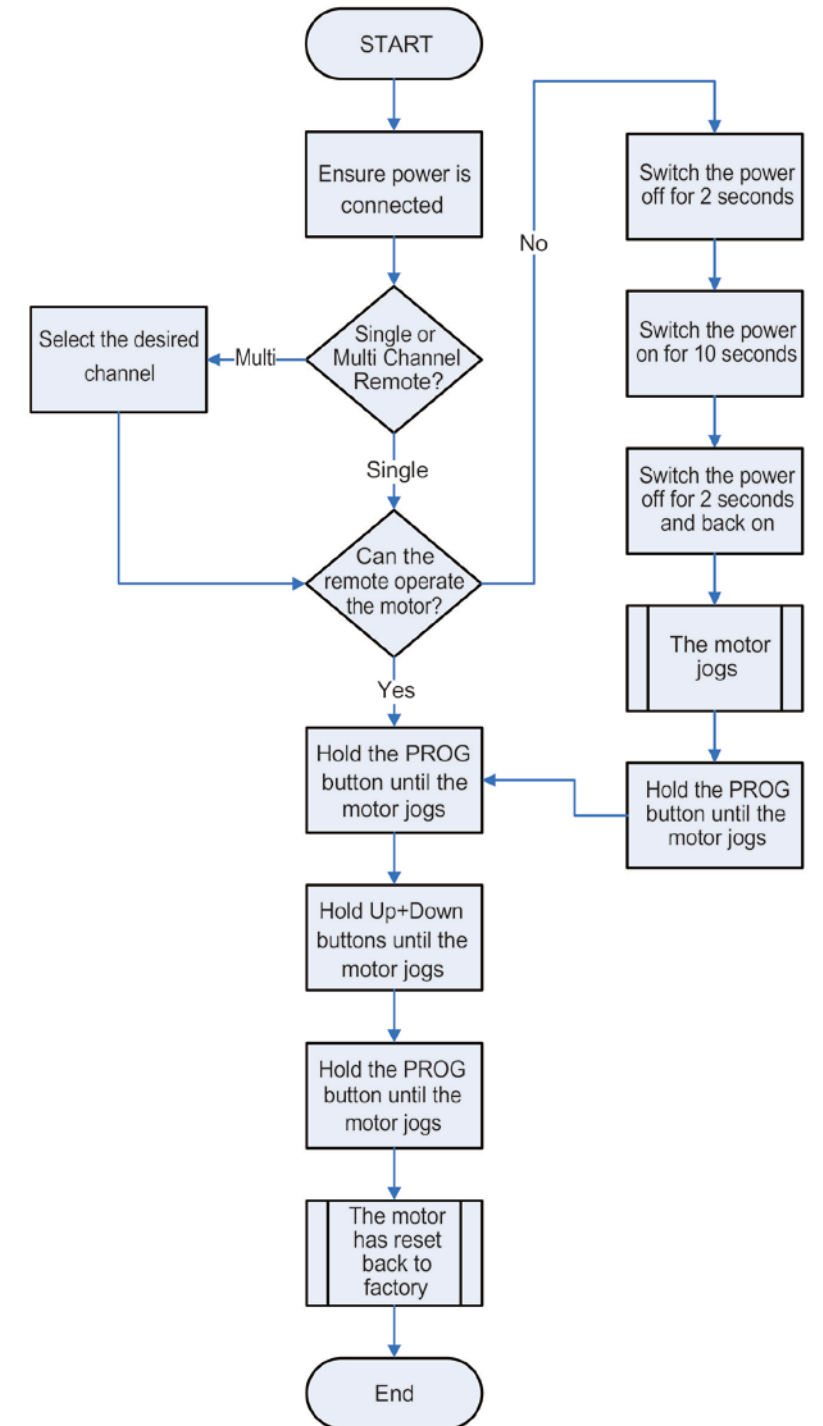 START
Ensure power is
connected
Single or
Multi Channel
Remote?
Multi
Select the desired
channel
Single
Can the
remote operate
the motor?
No
Switch the power
off for 2 seconds
Switch the power
on for 10 seconds
Switch the power
off for 2 seconds
and back on
The motor
jogs
Hold the PROG
button until the
motor jogs
Yes
Hold the PROG
button until the
motor jogs
Hold Up+Down
buttons until the
motor jogs
Hold the PROG
button until the
motor jogs
The motor
has reset
back to
factory
End